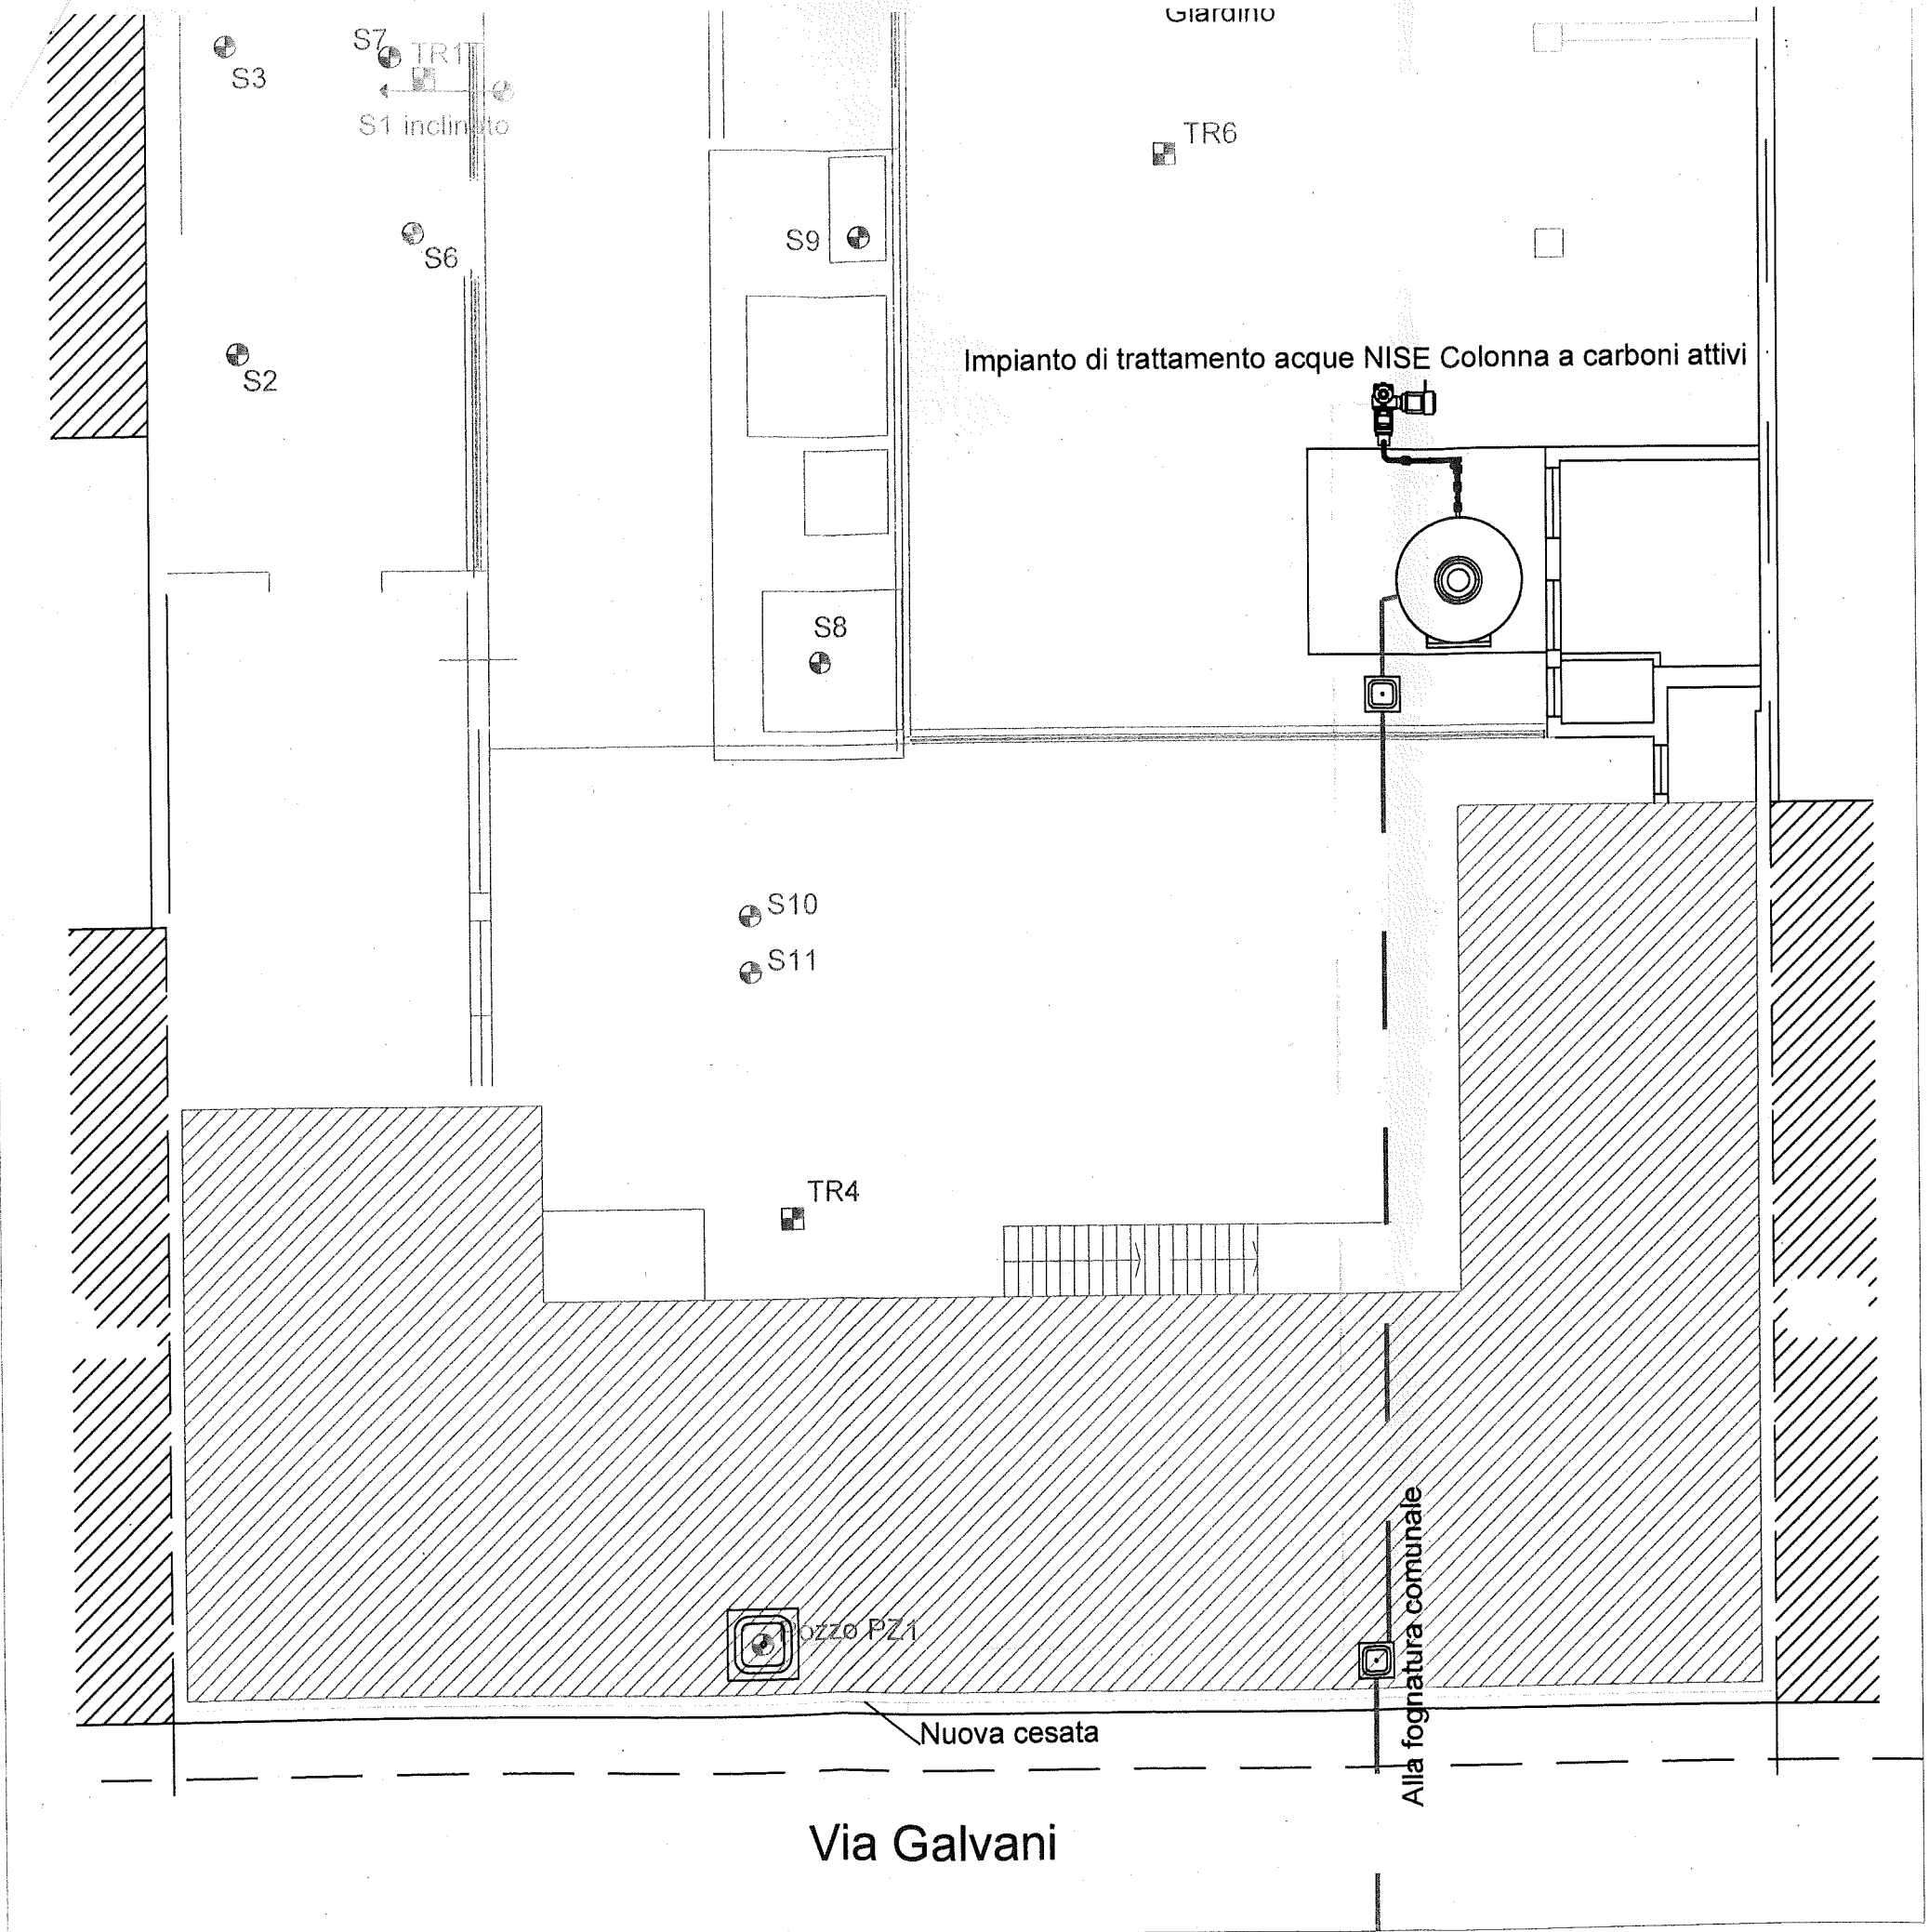 Giardino
S7
TR1
S3
S1 inclinato
TR6
S9
S6
Impianto di trattamento acque NISE Colonna a carboni attivi
S2
S8
S10
S11
TR4
Alla fognatura comunale
Pozzo PZ1
Nuova cesata
Via Galvani